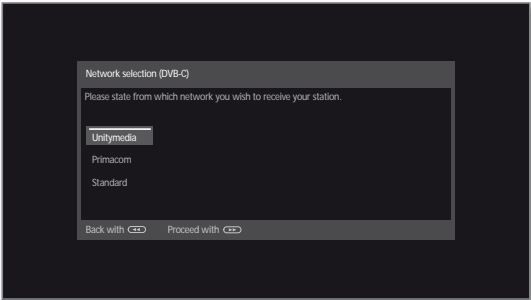 Network selection (DVB-C)
Please state from which network you wish to receive your station.
Unitymedia
Primacom
Standard
Back with ◄◄ Proceed with ►►